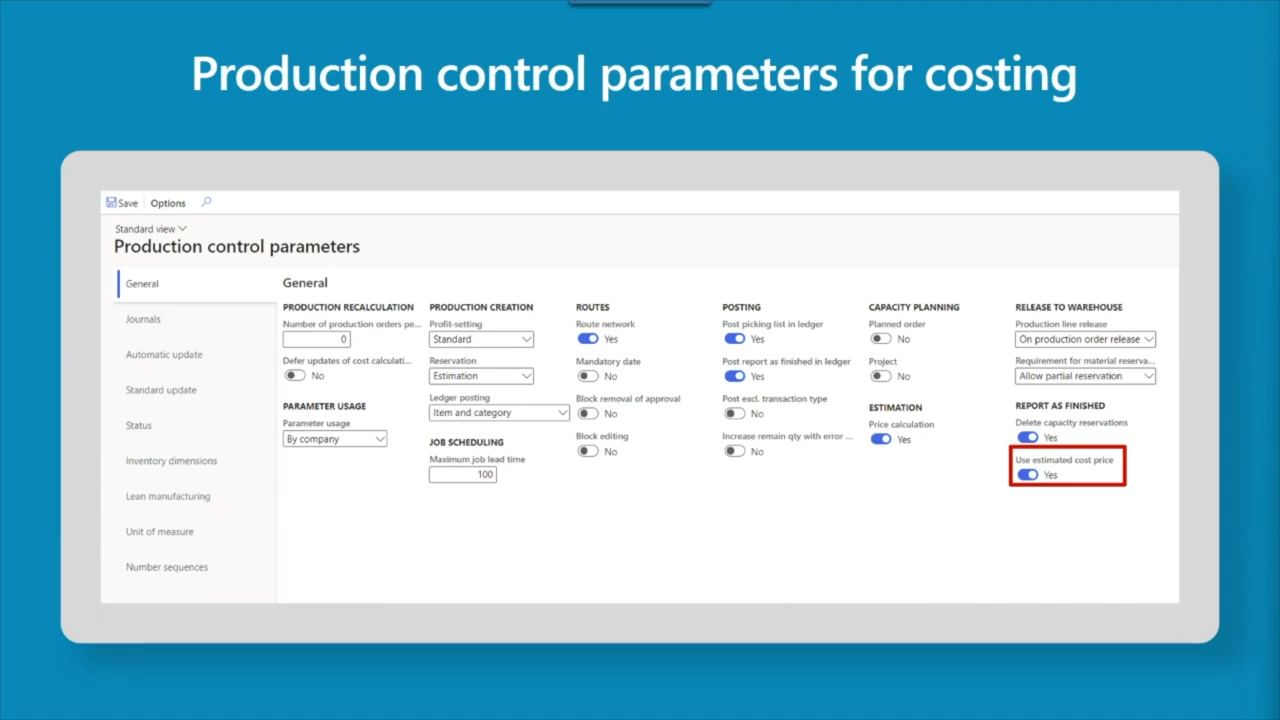 Production control parameters for costing
Save Options
Standard view
Production control parameters
General
Journals
Automatic update
Standard update
Status
Inventory dimensions
Lean manufacturing
Unit of measure
Number sequences
General
PRODUCTION RECALCULATION
Number of production orders pe...
0
Defer updates of cost calculati...
No
PARAMETER USAGE
Parameter usage
By company
PRODUCTION CREATION
Profit-setting
Standard
Reservation
Estimation
Ledger posting
Item and category
JOB SCHEDULING
Maximum job lead time
100
ROUTES
Route network
Yes
Mandatory date
No
Block removal of approval
No
Block editing
No
POSTING
Post picking list in ledger
Yes
Post report as finished in ledger
Yes
Post excl. transaction type
No
Increase remain qty with error ...
No
CAPACITY PLANNING
Planned order
No
Project
No
ESTIMATION
Price calculation
Yes
RELEASE TO WAREHOUSE
Production line release
On production order release
Requirement for material reserva...
Allow partial reservation
REPORT AS FINISHED
Delete capacity reservations
Yes
Use estimated cost price
Yes